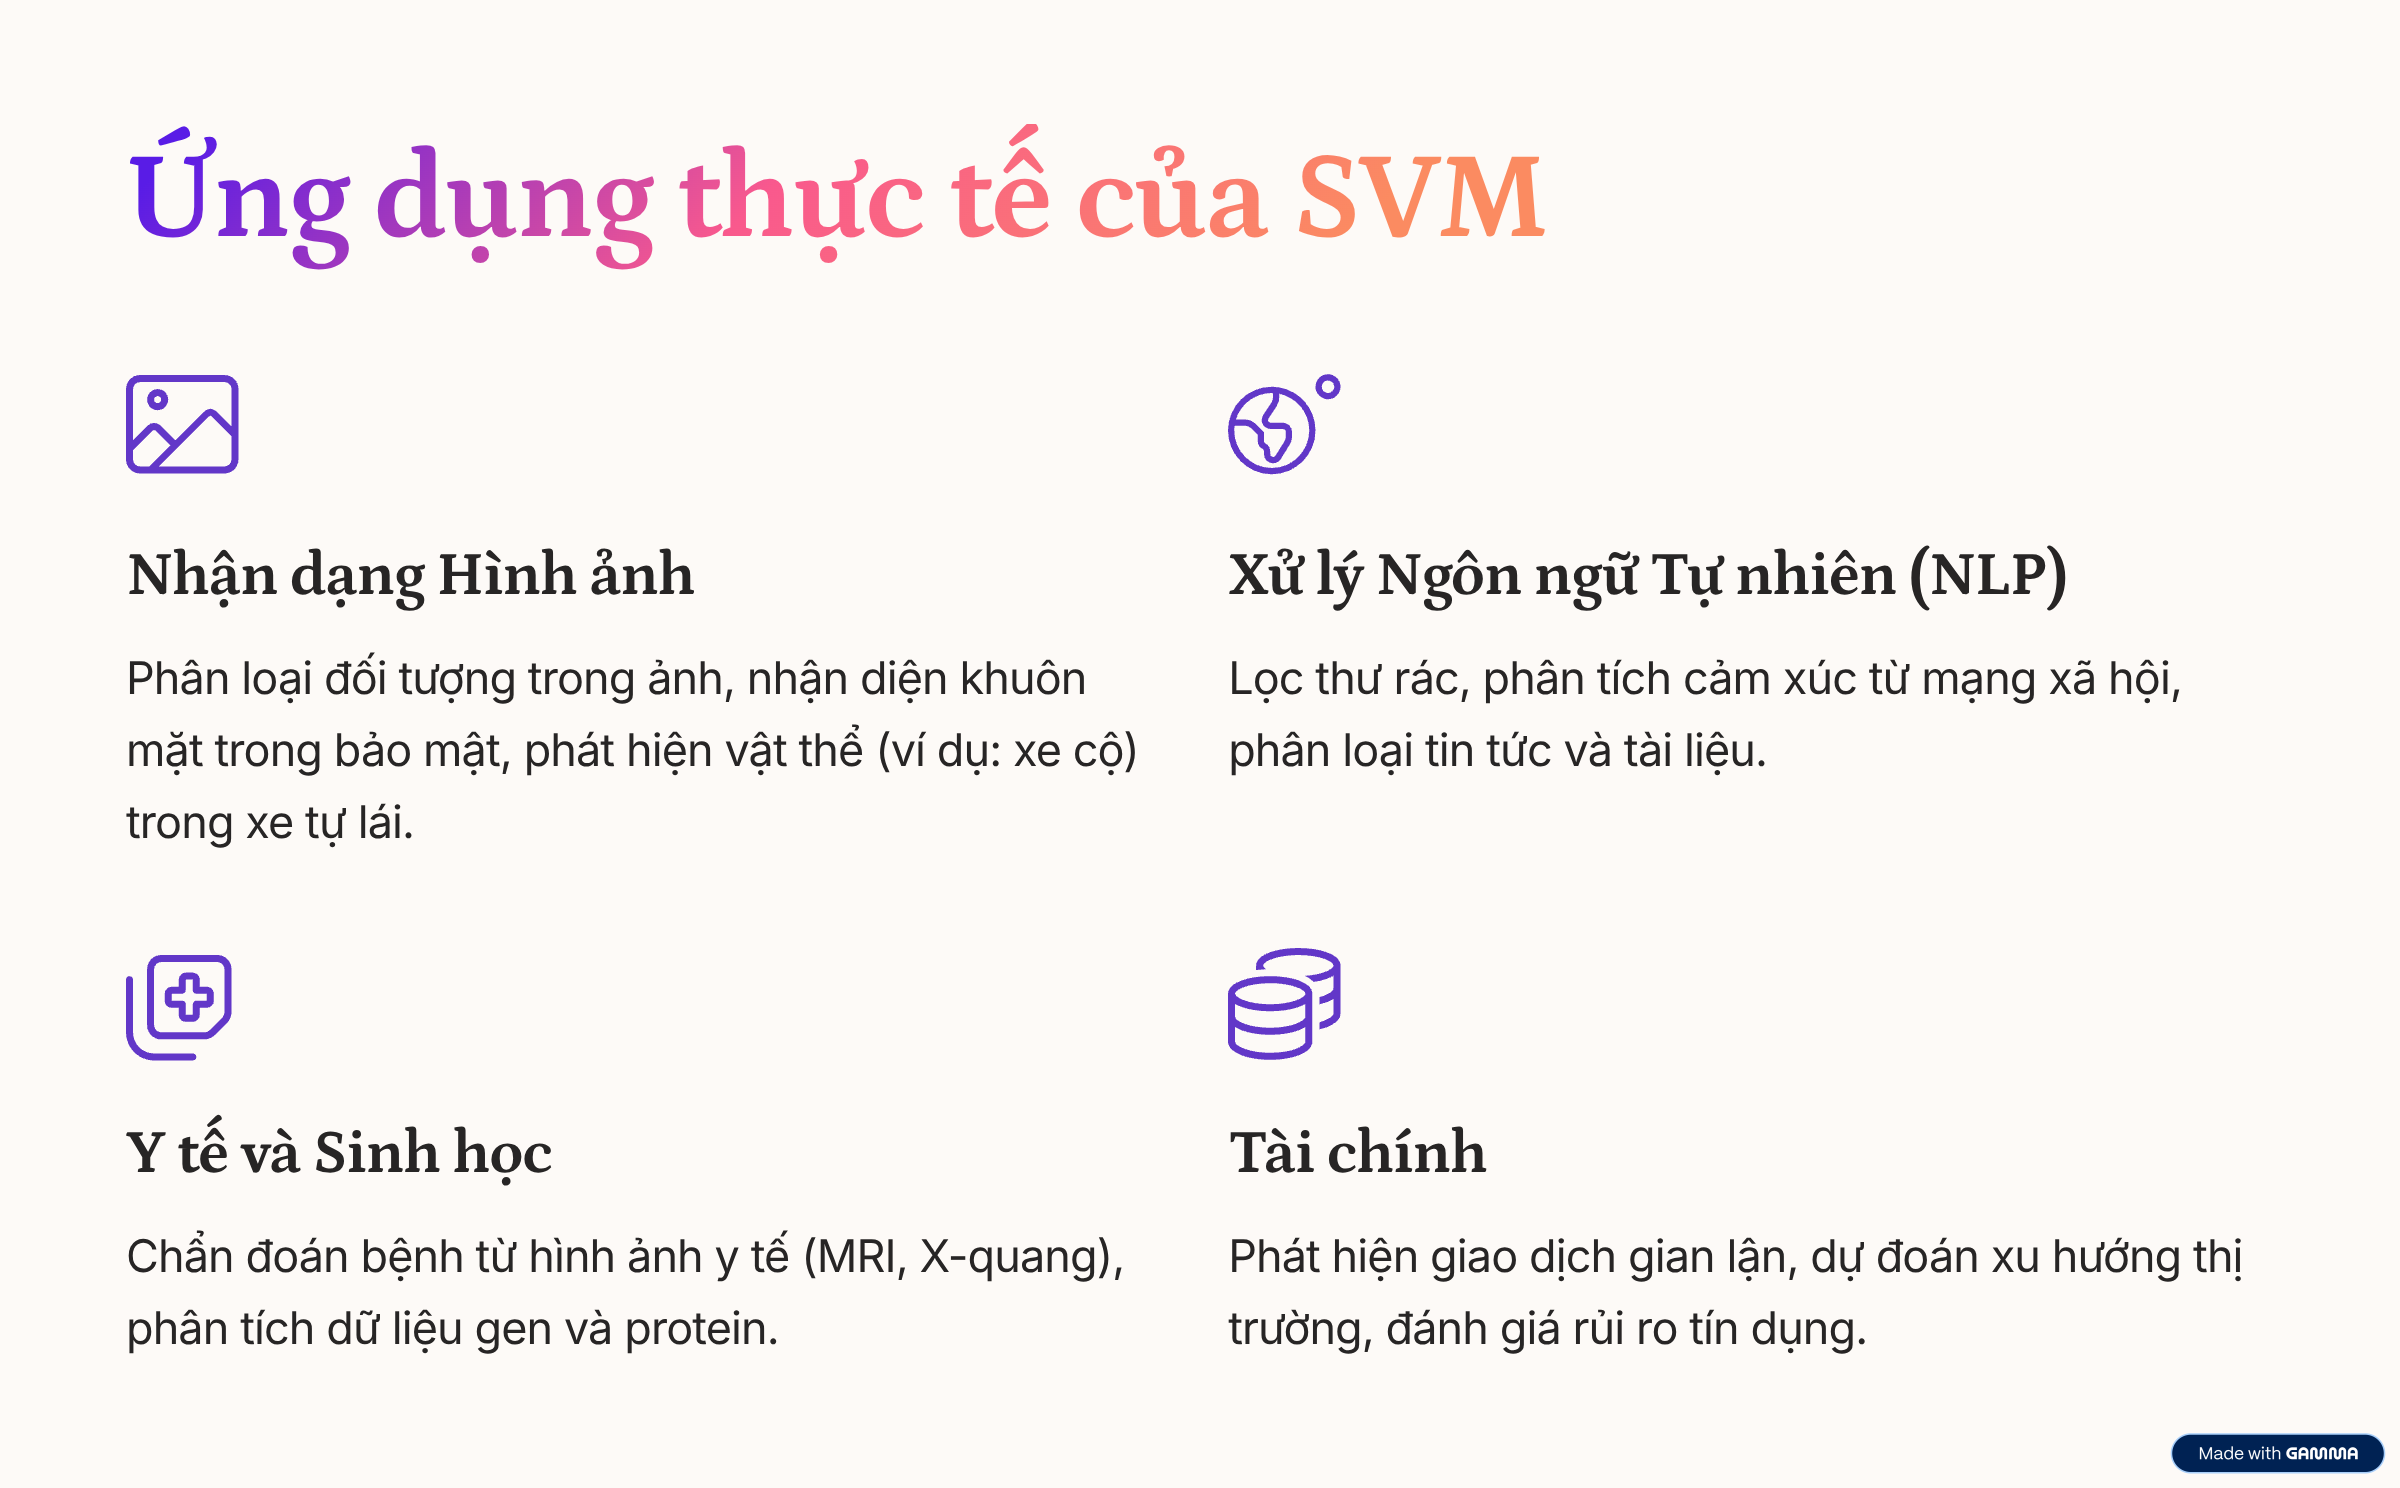 Ứng dụng thực tế của SVM
Nhận dạng Hình ảnh
Phân loại đối tượng trong ảnh, nhận diện khuôn
mặt trong bảo mật, phát hiện vật thể (ví dụ: xe cộ)
trong xe tự lái.
Xử lý Ngôn ngữ Tự nhiên (NLP)
Lọc thư rác, phân tích cảm xúc từ mạng xã hội,
phân loại tin tức và tài liệu.
Y tế và Sinh học
Chẩn đoán bệnh từ hình ảnh y tế (MRI, X-quang),
phân tích dữ liệu gen và protein.
Tài chính
Phát hiện giao dịch gian lận, dự đoán xu hướng thị
trường, đánh giá rủi ro tín dụng.
Made with GAMMA